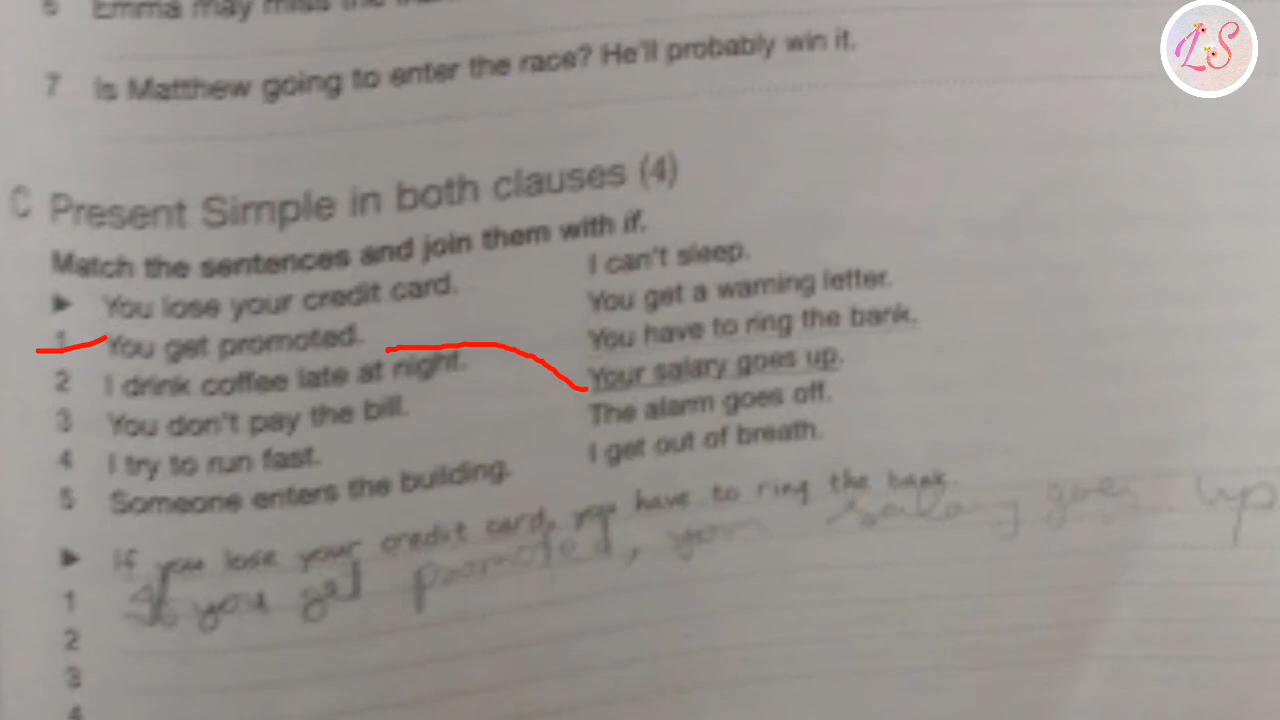 6 Emma may miss the
7 Is Matthew going to enter the race? He'll probably win it.
LS
C Present Simple in both clauses (4)
Match the sentences and join them with if.
▶ You lose your credit card. I can't sleep.
1 You get promoted. You get a warning letter.
2 I drink coffee late at night. You have to ring the bank.
3 You don't pay the bill. Your salary goes up.
4 I try to run fast. The alarm goes off.
5 Someone enters the building. I get out of breath.
▶ If you lose your credit card, you have to ring the bank.
1 If you get promoted, your salary goes up
2
3
4